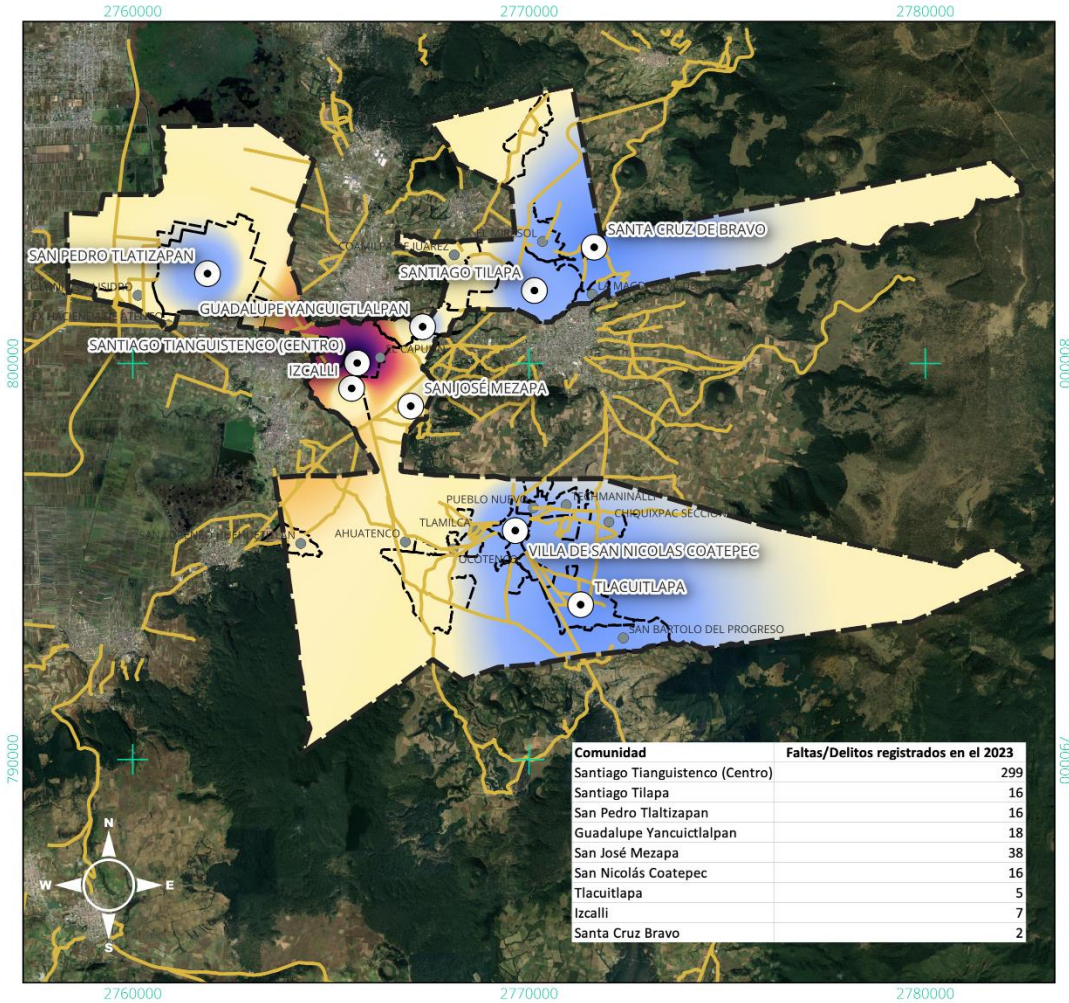 2760000
2770000
2780000
SANTA CRUZ DE BRAVO
SAN PEDRO TLATIZAPAN
SANTIAGO TILAPA
GUADALUPE YANCUICTLALPAN
SANTIAGO TIANGUISTENCO (CENTRO)
IZCALLI
SAN JOSÉ MEZAPA
800000
800000
PUEBLO NUEVO
TECHMANINALLI
CHIQUIXPAC SECCIÓN
TLAMILCA
AHUATENCO
VILLA DE SAN NICOLAS COATEPEC
TLACUITLAPA
SAN BARTOLO DEL PROGRESO
790000
790000
Comunidad Faltas/Delitos registrados en el 2023
Santiago Tianguistenco (Centro) 299
Santiago Tilapa 16
San Pedro Tlaltizapan 16
Guadalupe Yancuictlalpan 18
San José Mezapa 38
San Nicolás Coatepec 16
Tlacuitlapa 5
Izcalli 7
Santa Cruz Bravo 2
N
W E
S
2760000
2770000
2780000